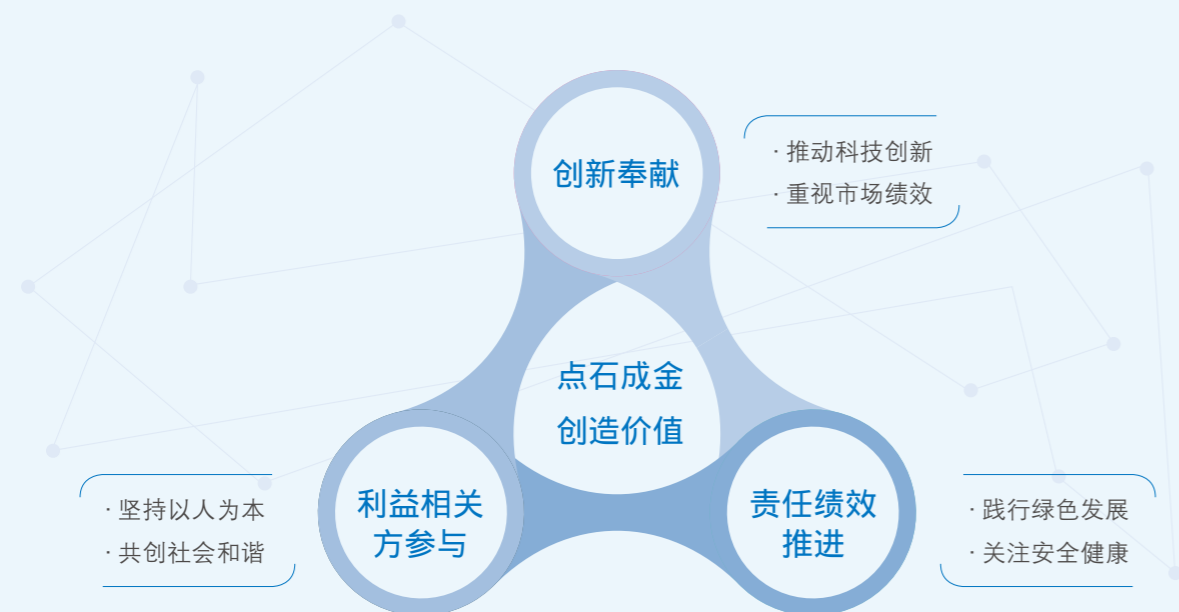 创新奉献
· 推动科技创新
· 重视市场绩效
点石成金
创造价值
利益相关
方参与
· 坚持以人为本
· 共创社会和谐
责任绩效
推进
· 践行绿色发展
· 关注安全健康